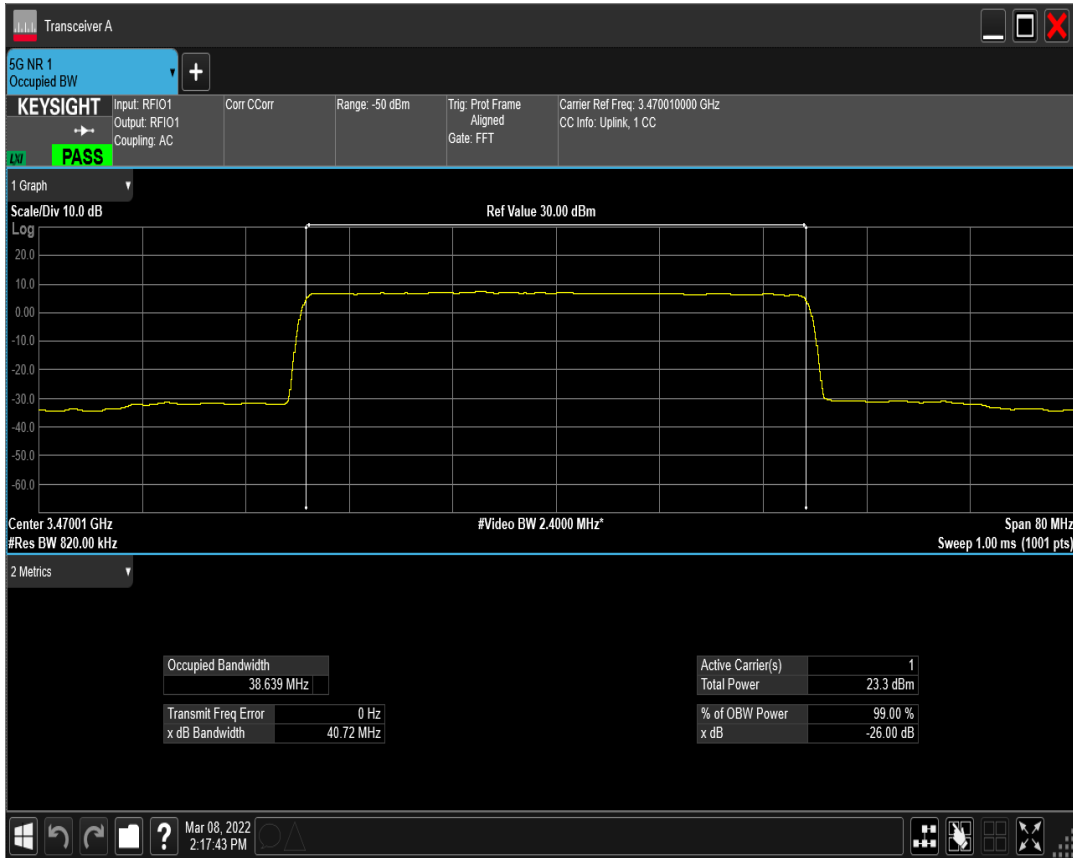 Transceiver A
5G NR 1
Occupied BW
+
KEYSIGHT
LXI
PASS
Input: RFIO1
Output: RFIO1
Coupling: AC
Corr CCorr
Range: -50 dBm
Trig: Prot Frame
Aligned
Gate: FFT
Carrier Ref Freq: 3.470010000 GHz
CC Info: Uplink, 1 CC
1 Graph
Scale/Div 10.0 dB
Ref Value 30.00 dBm
Log
20.0
10.0
0.00
-10.0
-20.0
-30.0
-40.0
-50.0
-60.0
Center 3.47001 GHz
#Video BW 2.4000 MHz*
Span 80 MHz
#Res BW 820.00 kHz
Sweep 1.00 ms (1001 pts)
2 Metrics
Occupied Bandwidth
38.639 MHz
Transmit Freq Error 0 Hz
x dB Bandwidth 40.72 MHz
Active Carrier(s) 1
Total Power 23.3 dBm
% of OBW Power 99.00 %
x dB -26.00 dB
?
Mar 08, 2022
2:17:43 PM